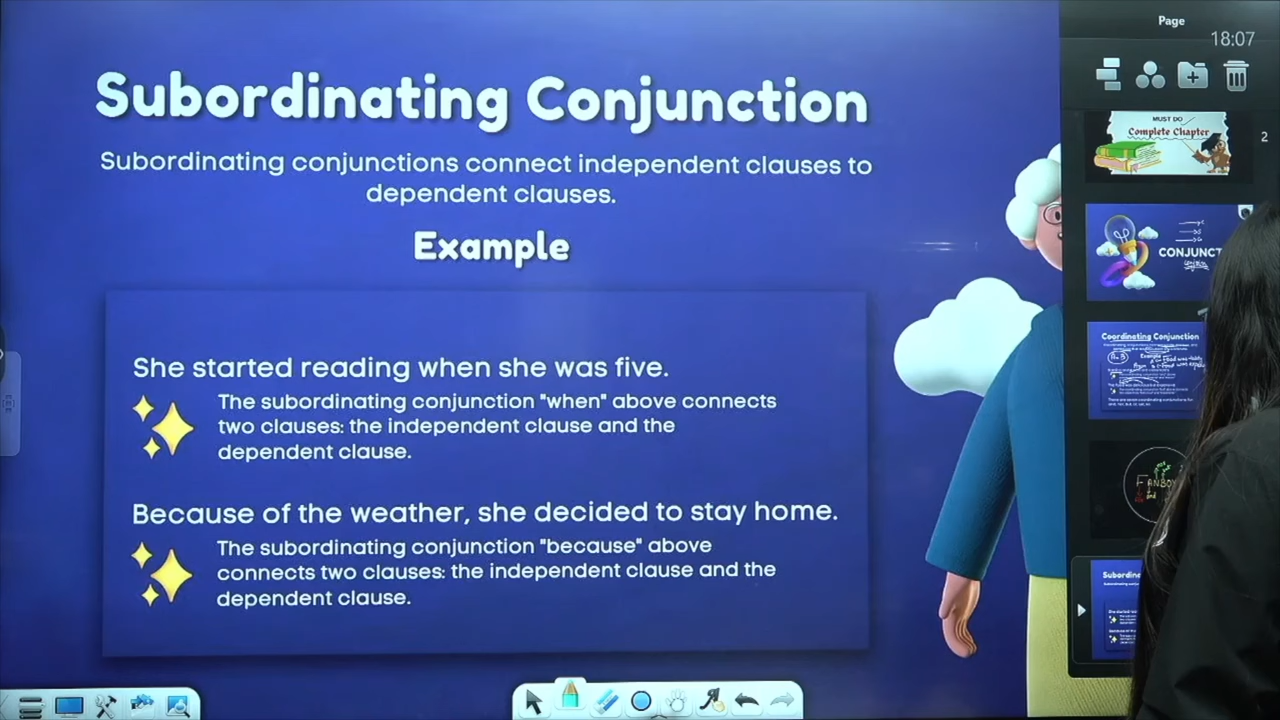 Subordinating Conjunction
Subordinating conjunctions connect independent clauses to
dependent clauses.
Example
She started reading when she was five.
The subordinating conjunction "when" above connects
two clauses: the independent clause and the
dependent clause.
Because of the weather, she decided to stay home.
The subordinating conjunction "because" above
connects two clauses: the independent clause and the
dependent clause.
Page
18:07
MUST DO
Complete Chapter
2
CONJUNCT
Coordinating Conjunction
FANBOY
Subordina